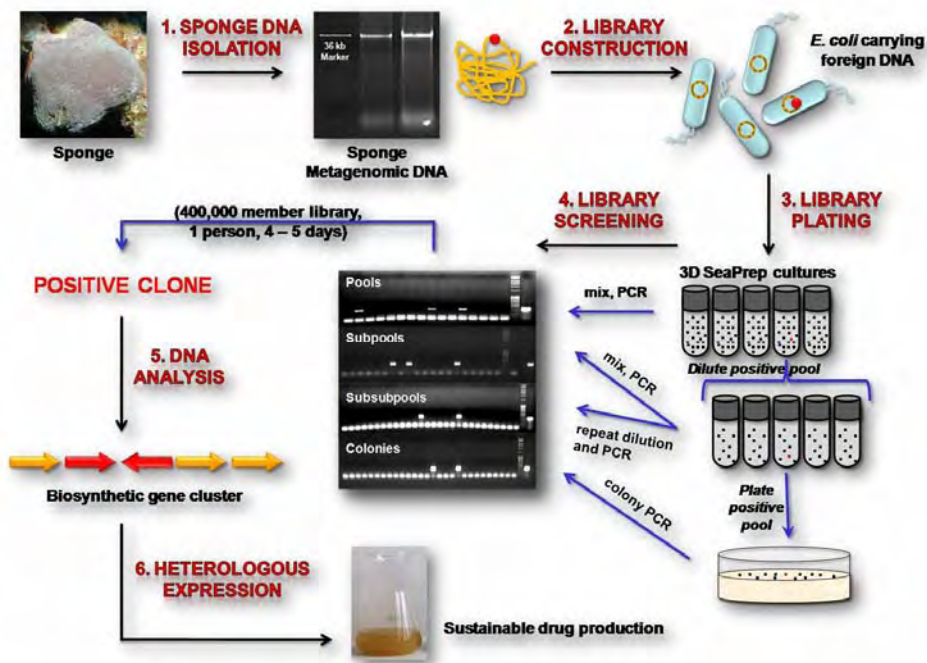 1. SPONGE DNA
ISOLATION
2. LIBRARY
CONSTRUCTION
36 kb
Marker
E. coli carrying
foreign DNA
Sponge
Sponge
Metagenomic DNA
(400,000 member library,
1 person, 4 – 5 days)
4. LIBRARY
SCREENING
3. LIBRARY
PLATING
3D SeaPrep cultures
POSITIVE CLONE
Pools
mix, PCR
Subpools
Dilute positive pool
mix, PCR
5. DNA
ANALYSIS
Subsubpools
repeat dilution
and PCR
Colonies
colony PCR
Plate
positive
pool
Biosynthetic gene cluster
6. HETEROLOGOUS
EXPRESSION
Sustainable drug production